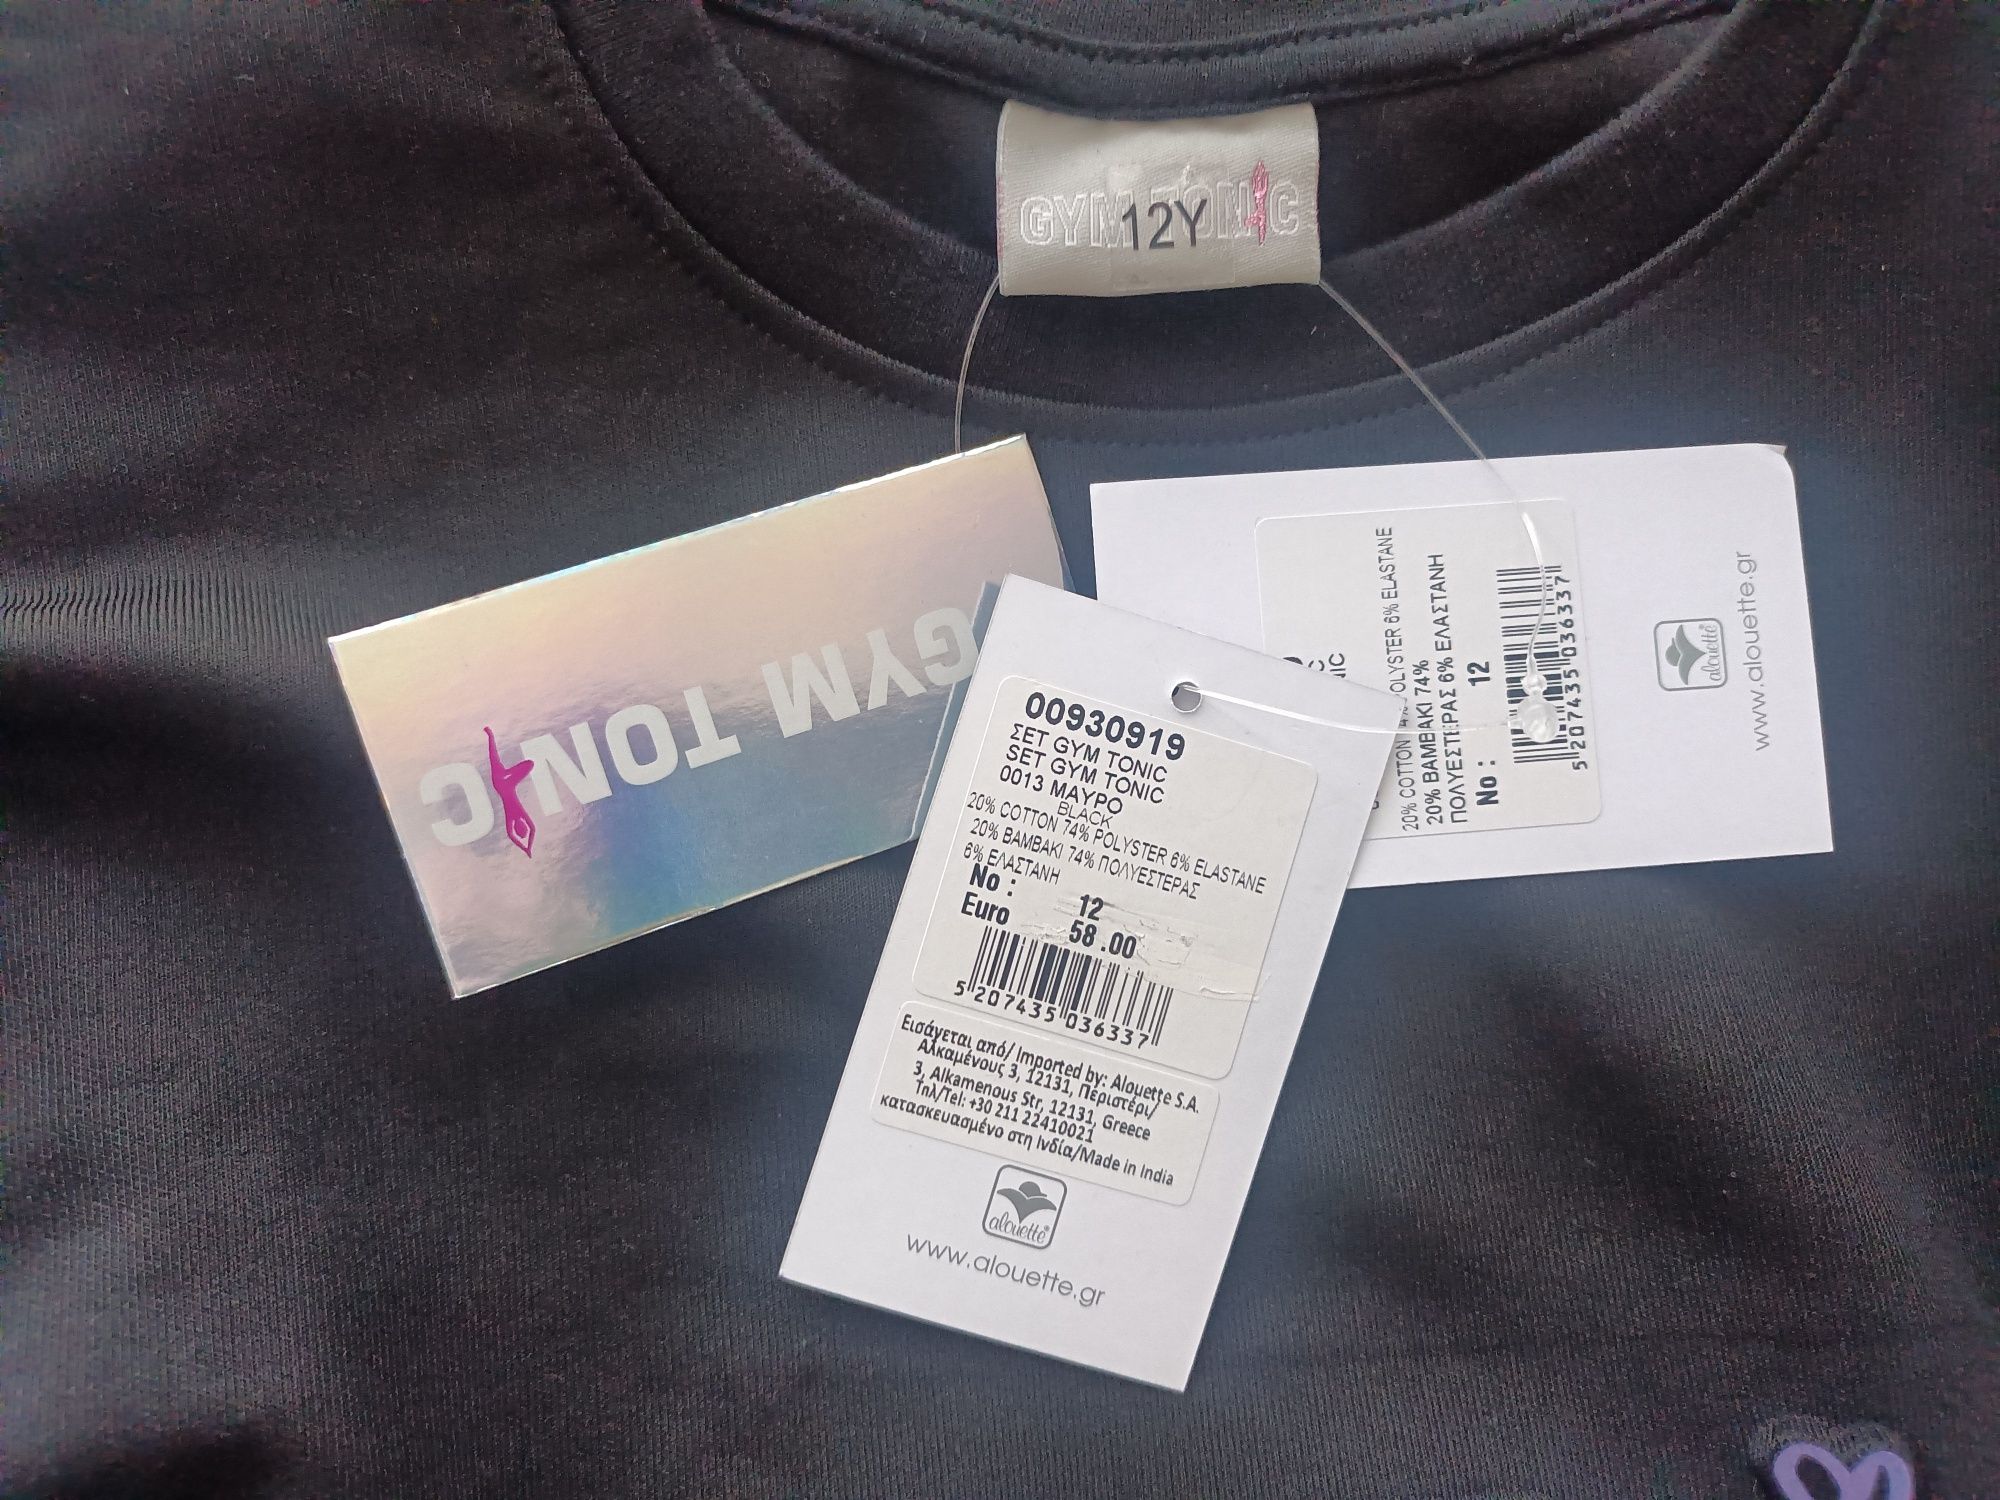 GYM TONIC
12Y
GYM TONIC
00930919
ΣΕΤ GYM TONIC
SET GYM TONIC
0013 ΜΑΥΡΟ
BLACK
20% COTTON 74% POLYSTER 6% ELASTANE
20% ΒΑΜΒΑΚΙ 74% ΠΟΛΥΕΣΤΕΡΑΣ
6% ΕΛΑΣΤΑΝΗ
No : 12
Euro 58.00
5 207435 036337
Εισάγεται από/ Imported by: Alouette S.A.
Αλκαμένους 3, 12131, Περιστέρι/
3, Alkamenous Str, 12131, Greece
Τηλ/Tel: +30 211 22410021
κατασκευασμένο στη Ινδία/Made in India
alouette®
www.alouette.gr
20% COTTON POLYSTER 6% ELASTANE
20% ΒΑΜΒΑΚΙ 74%
ΠΟΛΥΕΣΤΕΡΑΣ 6% ΕΛΑΣΤΑΝΗ
No : 12
5 207435 036337
alouette®
www.alouette.gr